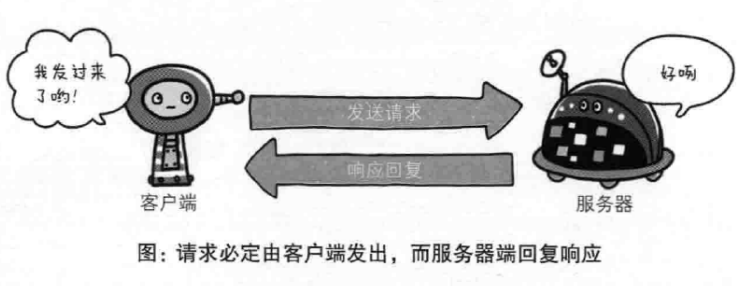 我发过来
了哟！
好咧
发送请求
响应回复
客户端
服务器
图：请求必定由客户端发出，而服务器端回复响应